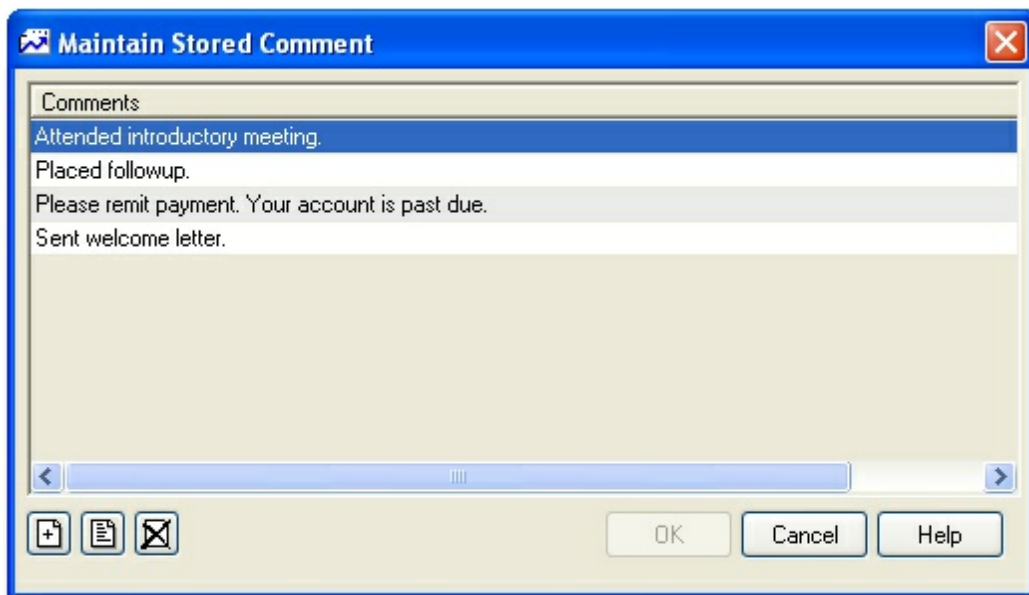 Maintain Stored Comment
Comments
Attended introductory meeting.
Placed followup.
Please remit payment. Your account is past due.
Sent welcome letter.
OK Cancel Help